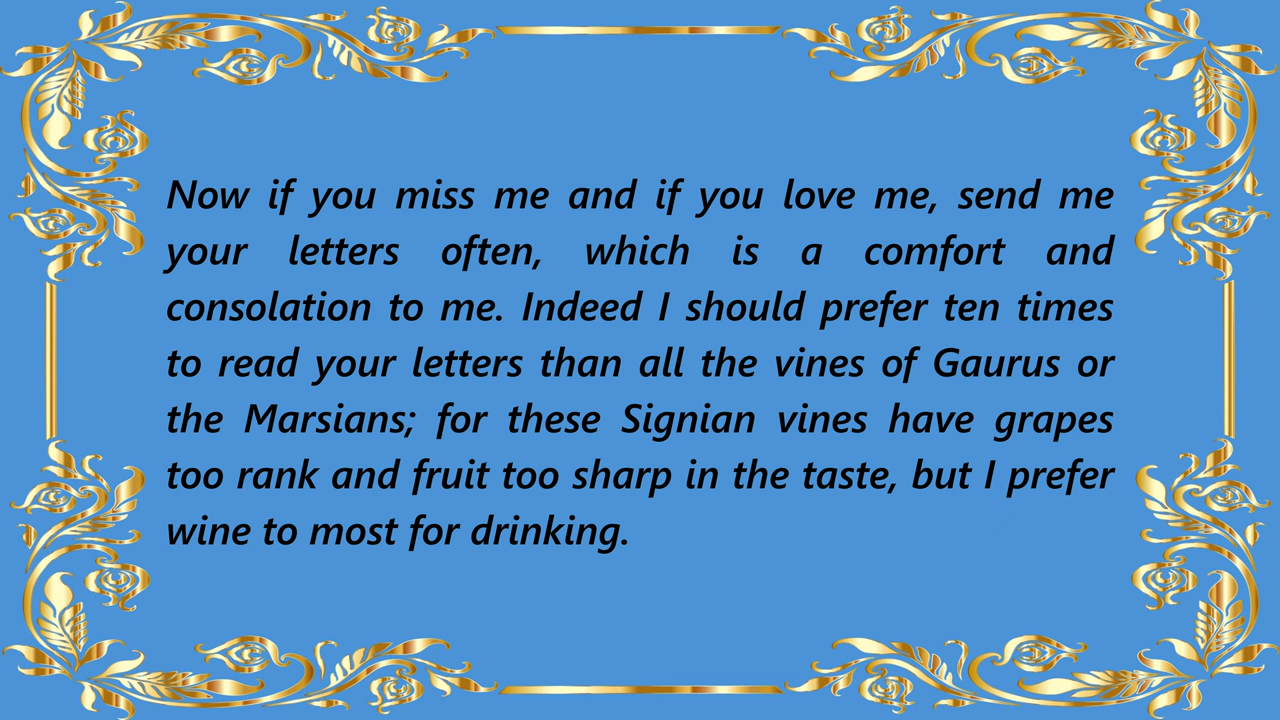 Now if you miss me and if you love me, send me
your letters often, which is a comfort and
consolation to me. Indeed I should prefer ten times
to read your letters than all the vines of Gaurus or
the Marsians; for these Signian vines have grapes
too rank and fruit too sharp in the taste, but I prefer
wine to most for drinking.